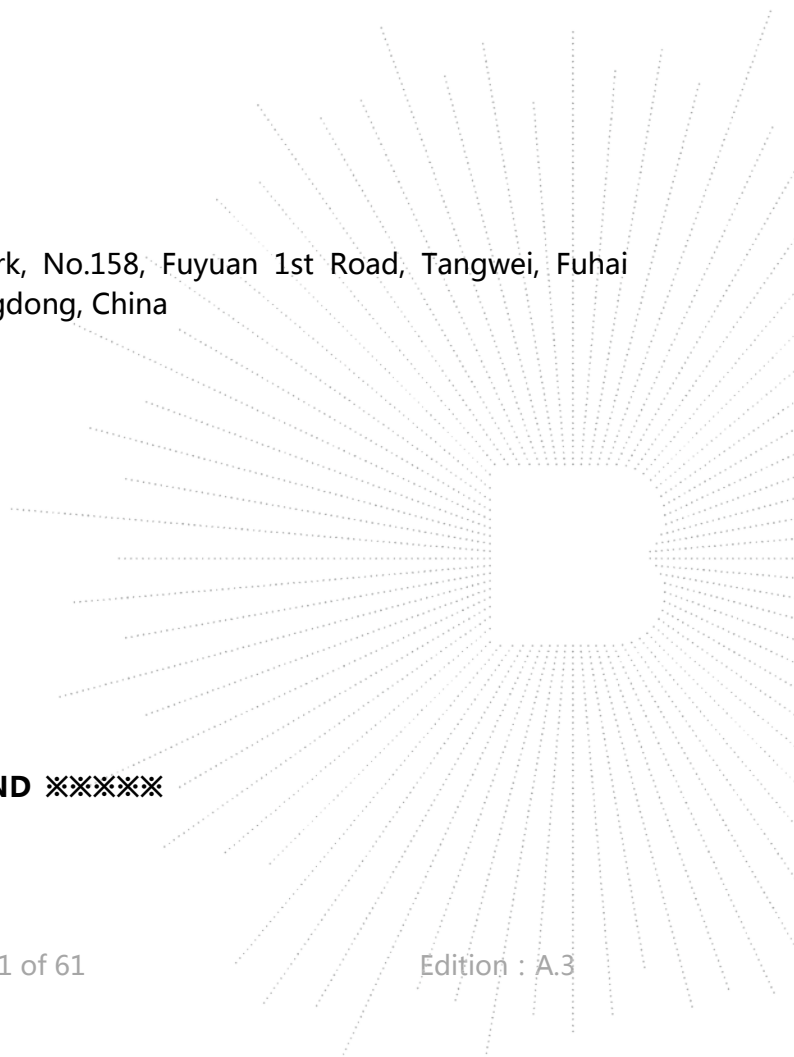 rk, No.158, Fuyuan 1st Road, Tangwei, Fuhai
gdong, China
ND ※※※※※
1 of 61 Edition : A.3